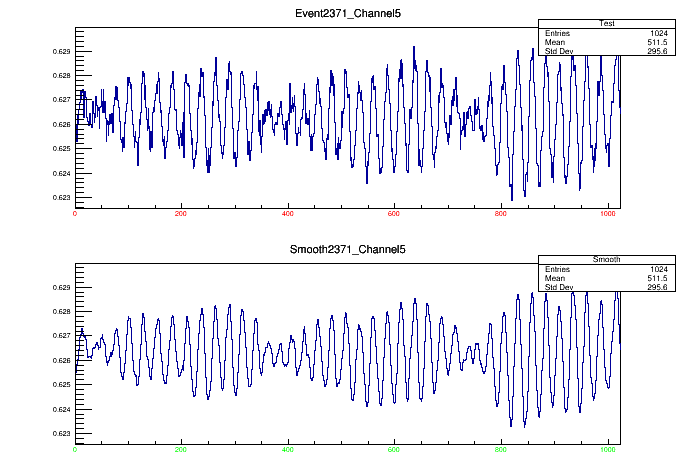 Event2371_Channel5
Test
Entries 1024
Mean 511.5
Std Dev 295.6
0.629
0.628
0.627
0.626
0.625
0.624
0.623
0 200 400 600 800 1000
Smooth2371_Channel5
Smooth
Entries 1024
Mean 511.5
Std Dev 295.6
0.629
0.628
0.627
0.626
0.625
0.624
0.623
0 200 400 600 800 1000